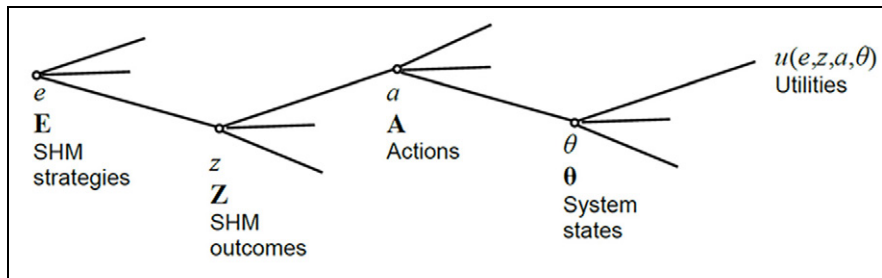 e
E
SHM
strategies
z
Z
SHM
outcomes
a
A
Actions
θ
θ
System
states
u(e,z,a,θ)
Utilities